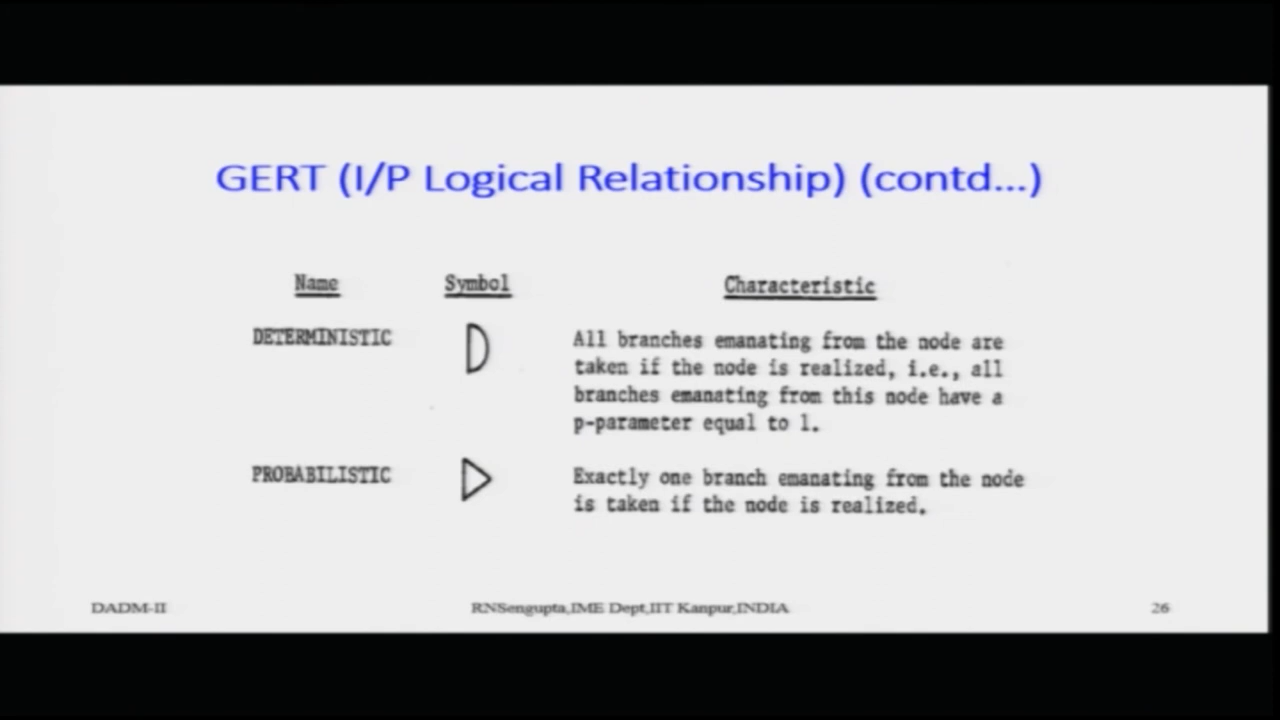 GERT (I/P Logical Relationship) (contd...)
Name Symbol Characteristic
DETERMINISTIC All branches emanating from the node are
taken if the node is realized, i.e., all
branches emanating from this node have a
p-parameter equal to 1.
PROBABILISTIC Exactly one branch emanating from the node
is taken if the node is realized.
DADM-II RNSengupta,IME Dept,IIT Kanpur,INDIA 26